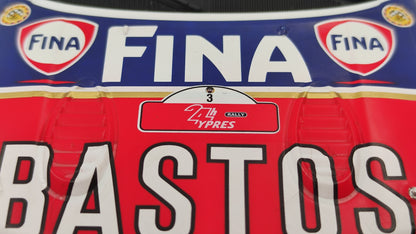 FINA FINA FINA
3
24h RALLY
YPRES
BASTOS